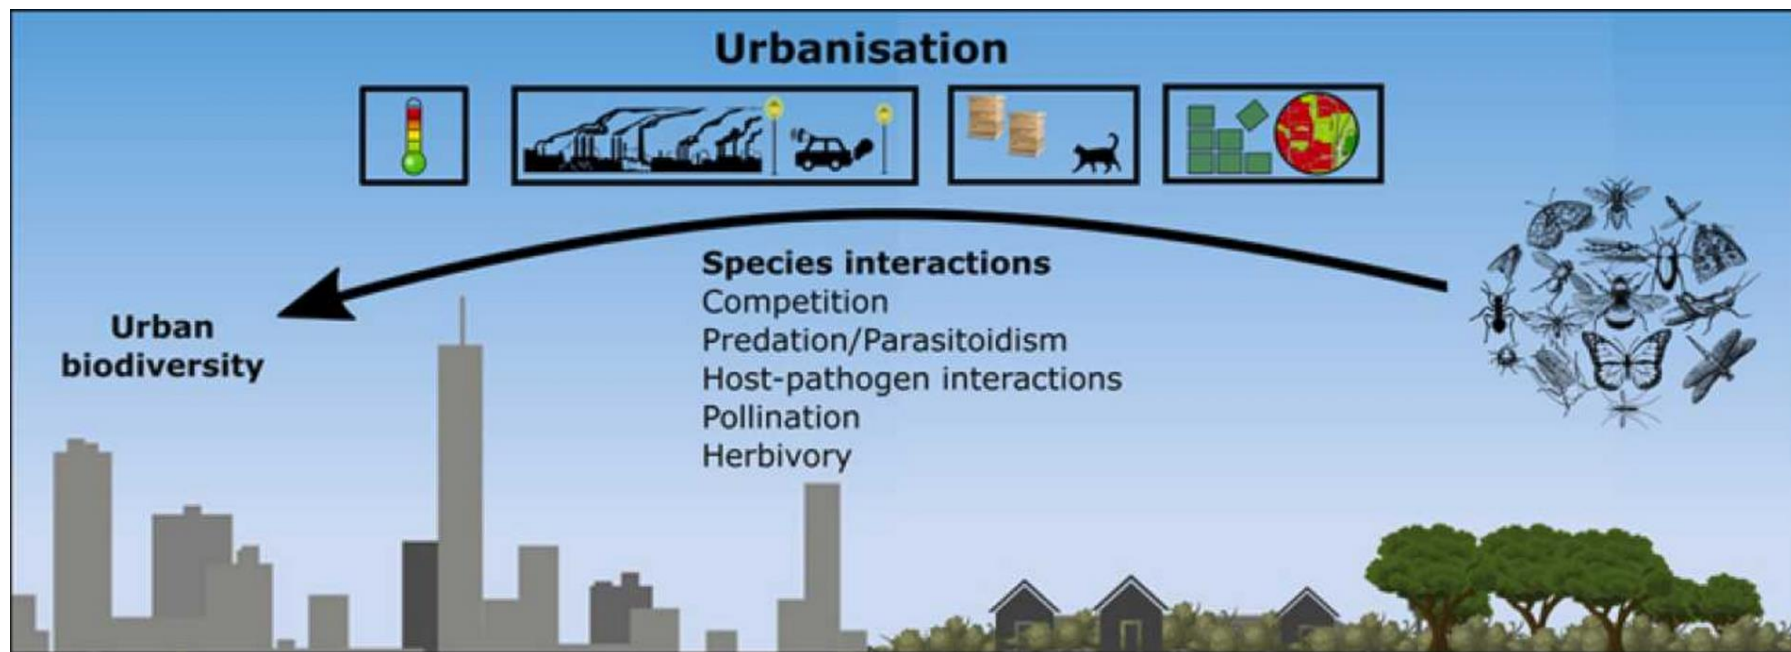 Urbanisation
Species interactions
Competition
Predation/Parasitoidism
Host-pathogen interactions
Pollination
Herbivory
Urban
biodiversity